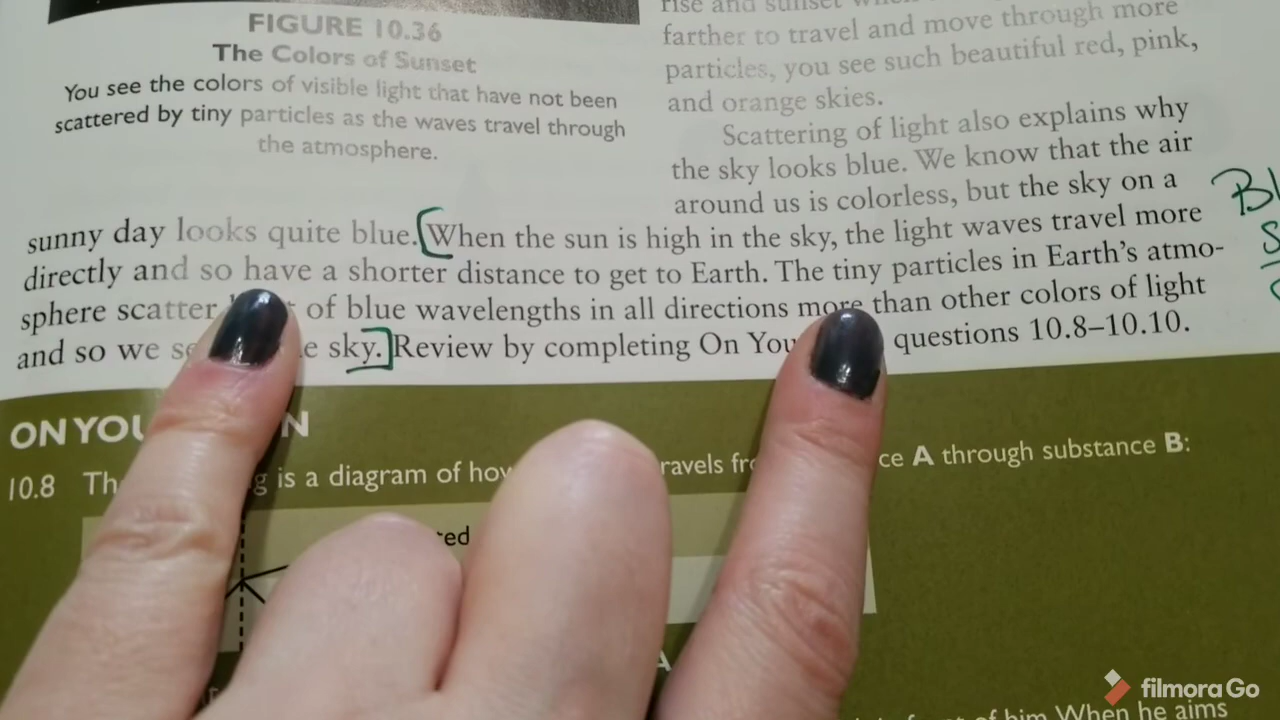 FIGURE 10.36
The Colors of Sunset
You see the colors of visible light that have not been
scattered by tiny particles as the waves travel through
the atmosphere.
rise and sunset when
farther to travel and move through more
particles, you see such beautiful red, pink,
and orange skies.
Scattering of light also explains why
the sky looks blue. We know that the air
around us is colorless, but the sky on a
sunny day looks quite blue. When the sun is high in the sky, the light waves travel more
directly and so have a shorter distance to get to Earth. The tiny particles in Earth's atmo-
sphere scatter of blue wavelengths in all directions more than other colors of light
and so we sky. Review by completing On questions 10.8–10.10.
ON
10.8 is a diagram of A through substance B:
A
of him. When he aims
filmoraGo